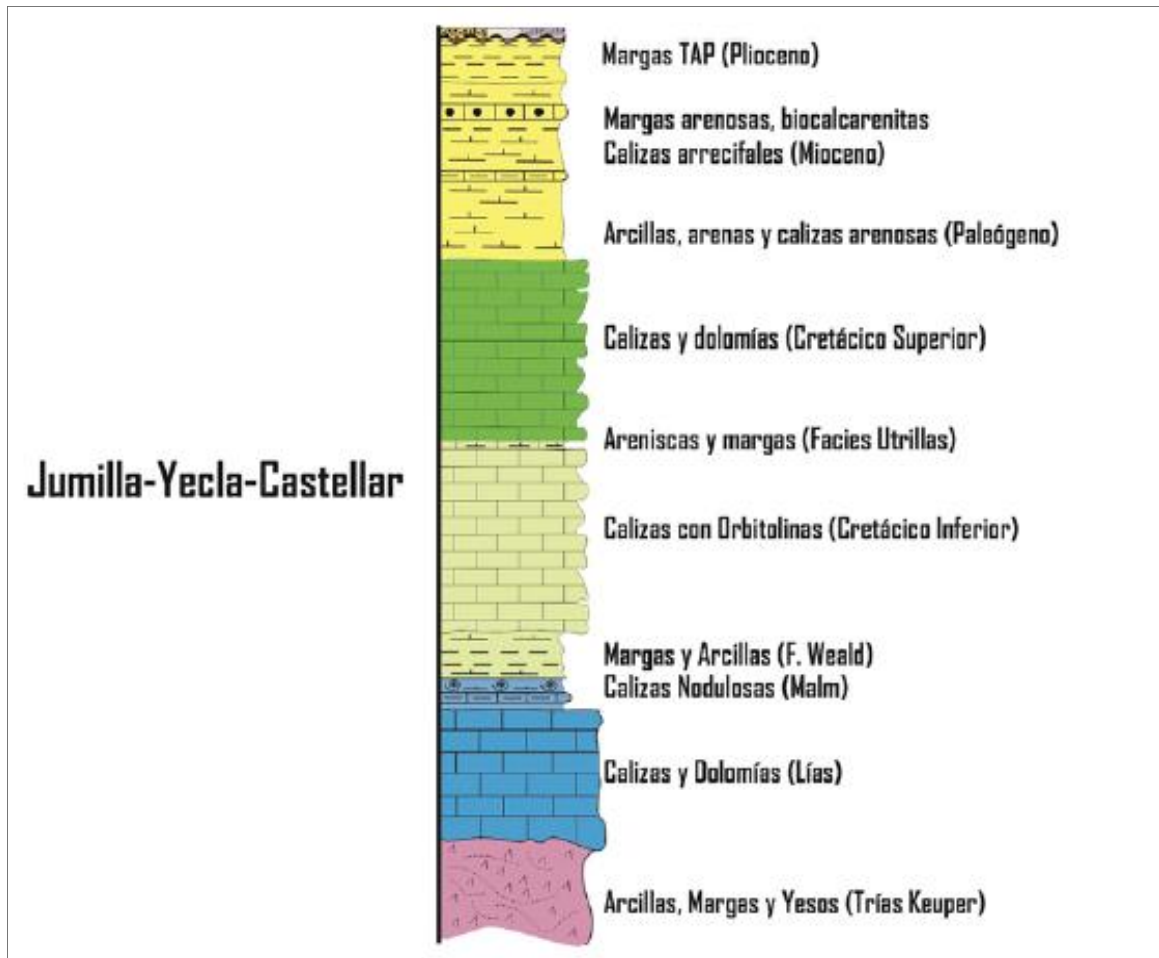 Margas TAP (Plioceno)
Margas arenosas, biocalcarenitas
Calizas arrecifales (Mioceno)
Arcillas, arenas y calizas arenosas (Paleógeno)
Calizas y dolomías (Cretácico Superior)
Areniscas y margas (Facies Utrillas)
Jumilla-Yecla-Castellar
Calizas con Orbitolinas (Cretácico Inferior)
Margas y Arcillas (F. Weald)
Calizas Nodulosas (Malm)
Calizas y Dolomías (Lías)
Arcillas, Margas y Yesos (Trías Keuper)